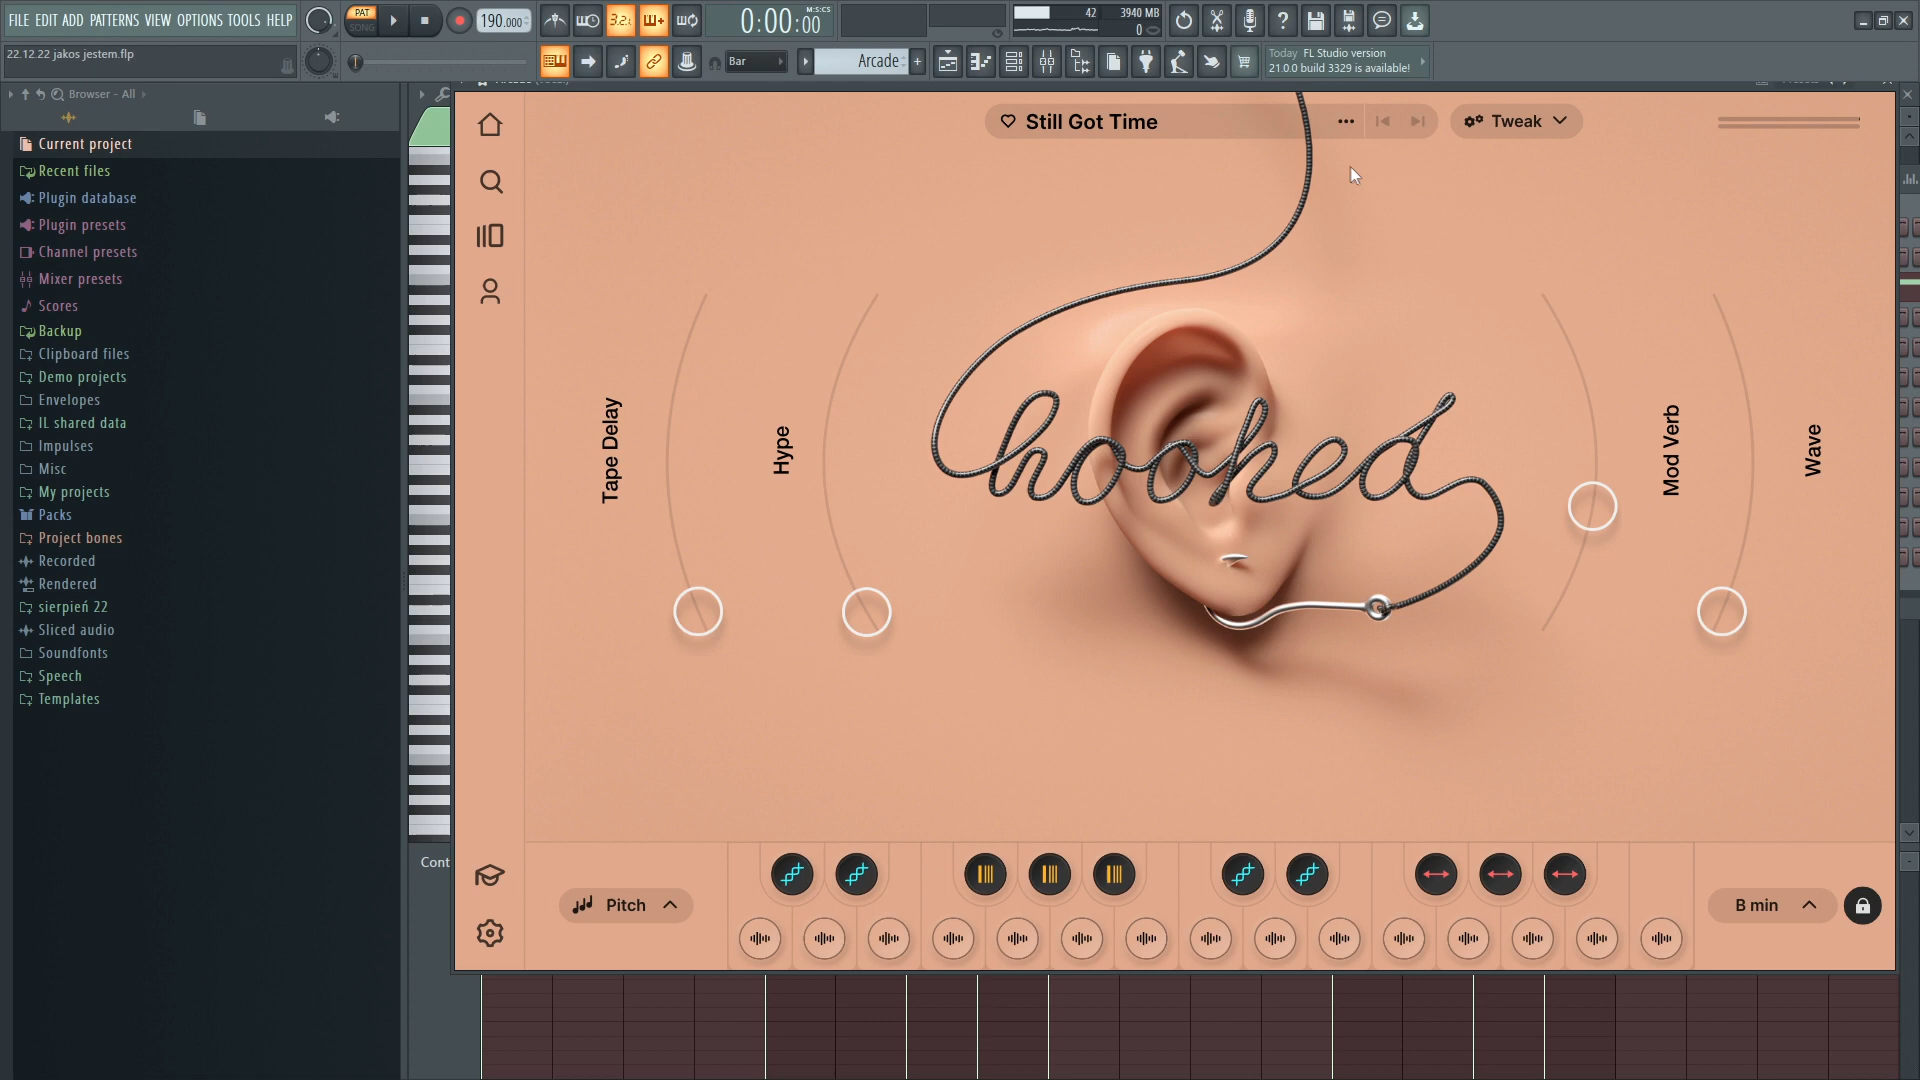 FILE EDIT ADD PATTERNS VIEW OPTIONS TOOLS HELP
PAT
SONG
190.000
3.2.
0:00:00
M:S:CS
42
3940 MB
0
22.12.22 jakos jestem.flp
Bar
Arcade
Today FL Studio version
21.0.0 build 3329 is available!
Browser - All
Current project
Recent files
Plugin database
Plugin presets
Channel presets
Mixer presets
Scores
Backup
Clipboard files
Demo projects
Envelopes
IL shared data
Impulses
Misc
My projects
Packs
Project bones
Recorded
Rendered
sierpień 22
Sliced audio
Soundfonts
Speech
Templates
Cont
Still Got Time
Tweak
Tape Delay
Hype
hooked
Mod Verb
Wave
Pitch
B min